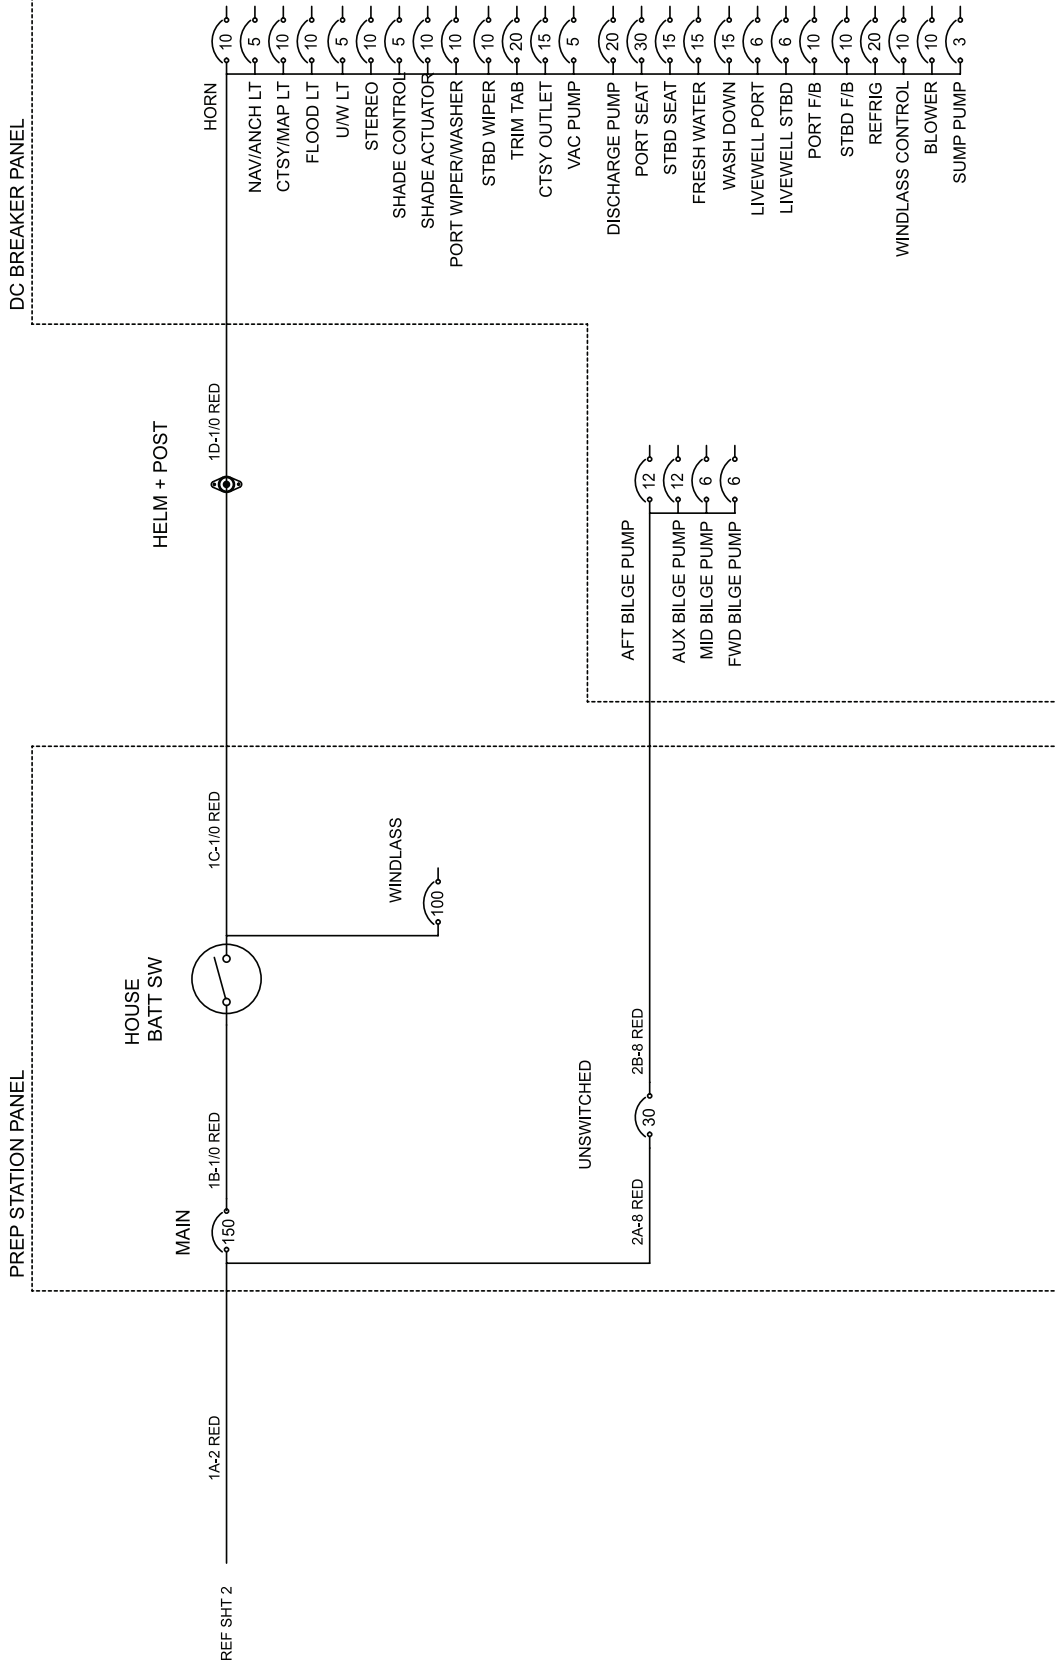 DC BREAKER PANEL
10
5
10
10
5
10
5
10
10
10
20
15
5
20
30
15
15
15
6
6
10
10
20
10
10
3
HORN
NAV/ANCH LT
CTSY/MAP LT
FLOOD LT
U/W LT
STEREO
SHADE CONTROL
SHADE ACTUATOR
PORT WIPER/WASHER
STBD WIPER
TRIM TAB
CTSY OUTLET
VAC PUMP
DISCHARGE PUMP
PORT SEAT
STBD SEAT
FRESH WATER
WASH DOWN
LIVEWELL PORT
LIVEWELL STBD
PORT F/B
STBD F/B
REFRIG
WINDLASS CONTROL
BLOWER
SUMP PUMP
1D-1/0 RED
HELM + POST
12
12
6
6
AFT BILGE PUMP
AUX BILGE PUMP
MID BILGE PUMP
FWD BILGE PUMP
PREP STATION PANEL
1C-1/0 RED
WINDLASS
100
HOUSE
BATT SW
1B-1/0 RED
MAIN
150
UNSWITCHED
2B-8 RED
30
2A-8 RED
1A-2 RED
REF SHT 2